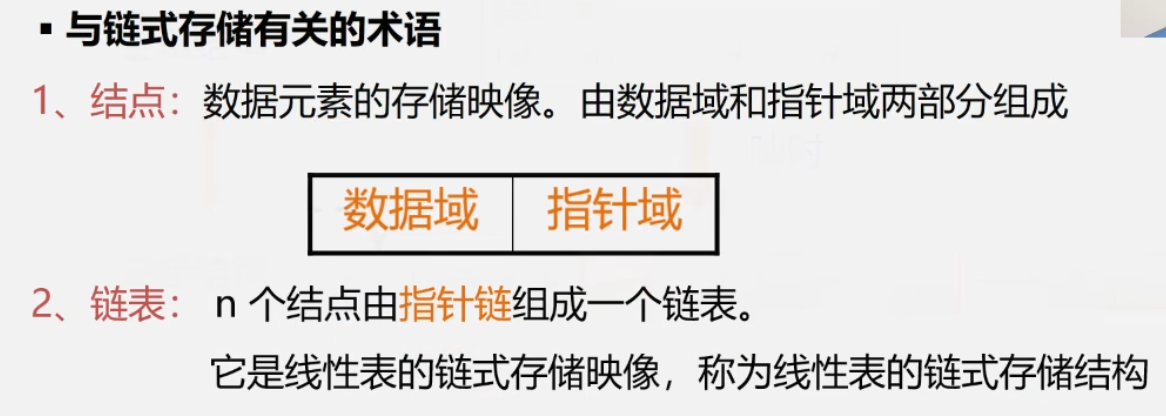 ▪ 与链式存储有关的术语
1、结点：数据元素的存储映像。由数据域和指针域两部分组成
数据域 指针域
2、链表： n 个结点由指针链组成一个链表。
它是线性表的链式存储映像，称为线性表的链式存储结构